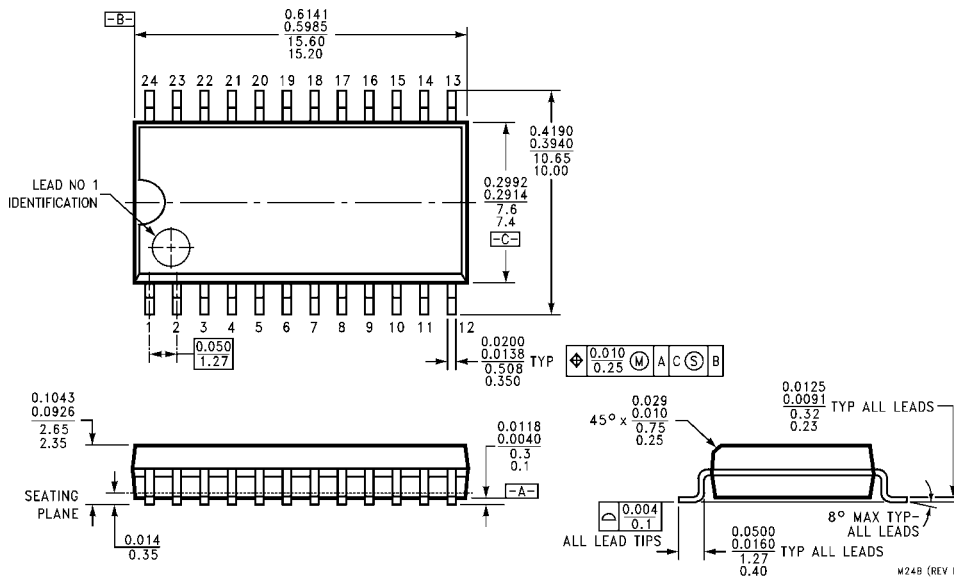 -B-
0.6141
0.5985
15.60
15.20
24 23 22 21 20 19 18 17 16 15 14 13
0.4190
0.3940
10.65
10.00
0.2992
0.2914
7.6
7.4
-C-
LEAD NO 1
IDENTIFICATION
1 2 3 4 5 6 7 8 9 10 11 12
0.050
1.27
0.0200
0.0138
0.508
0.350
TYP
⌖ 0.010
0.25 Ⓜ A C Ⓢ B
0.1043
0.0926
2.65
2.35
SEATING
PLANE
0.014
0.35
0.0118
0.0040
0.3
0.1
-A-
45° x
0.029
0.010
0.75
0.25
0.0125
0.0091
0.32
0.23
TYP ALL LEADS
0.004
0.1
ALL LEAD TIPS
0.0500
0.0160
1.27
0.40
TYP ALL LEADS
8° MAX TYP-
ALL LEADS
M24B (REV